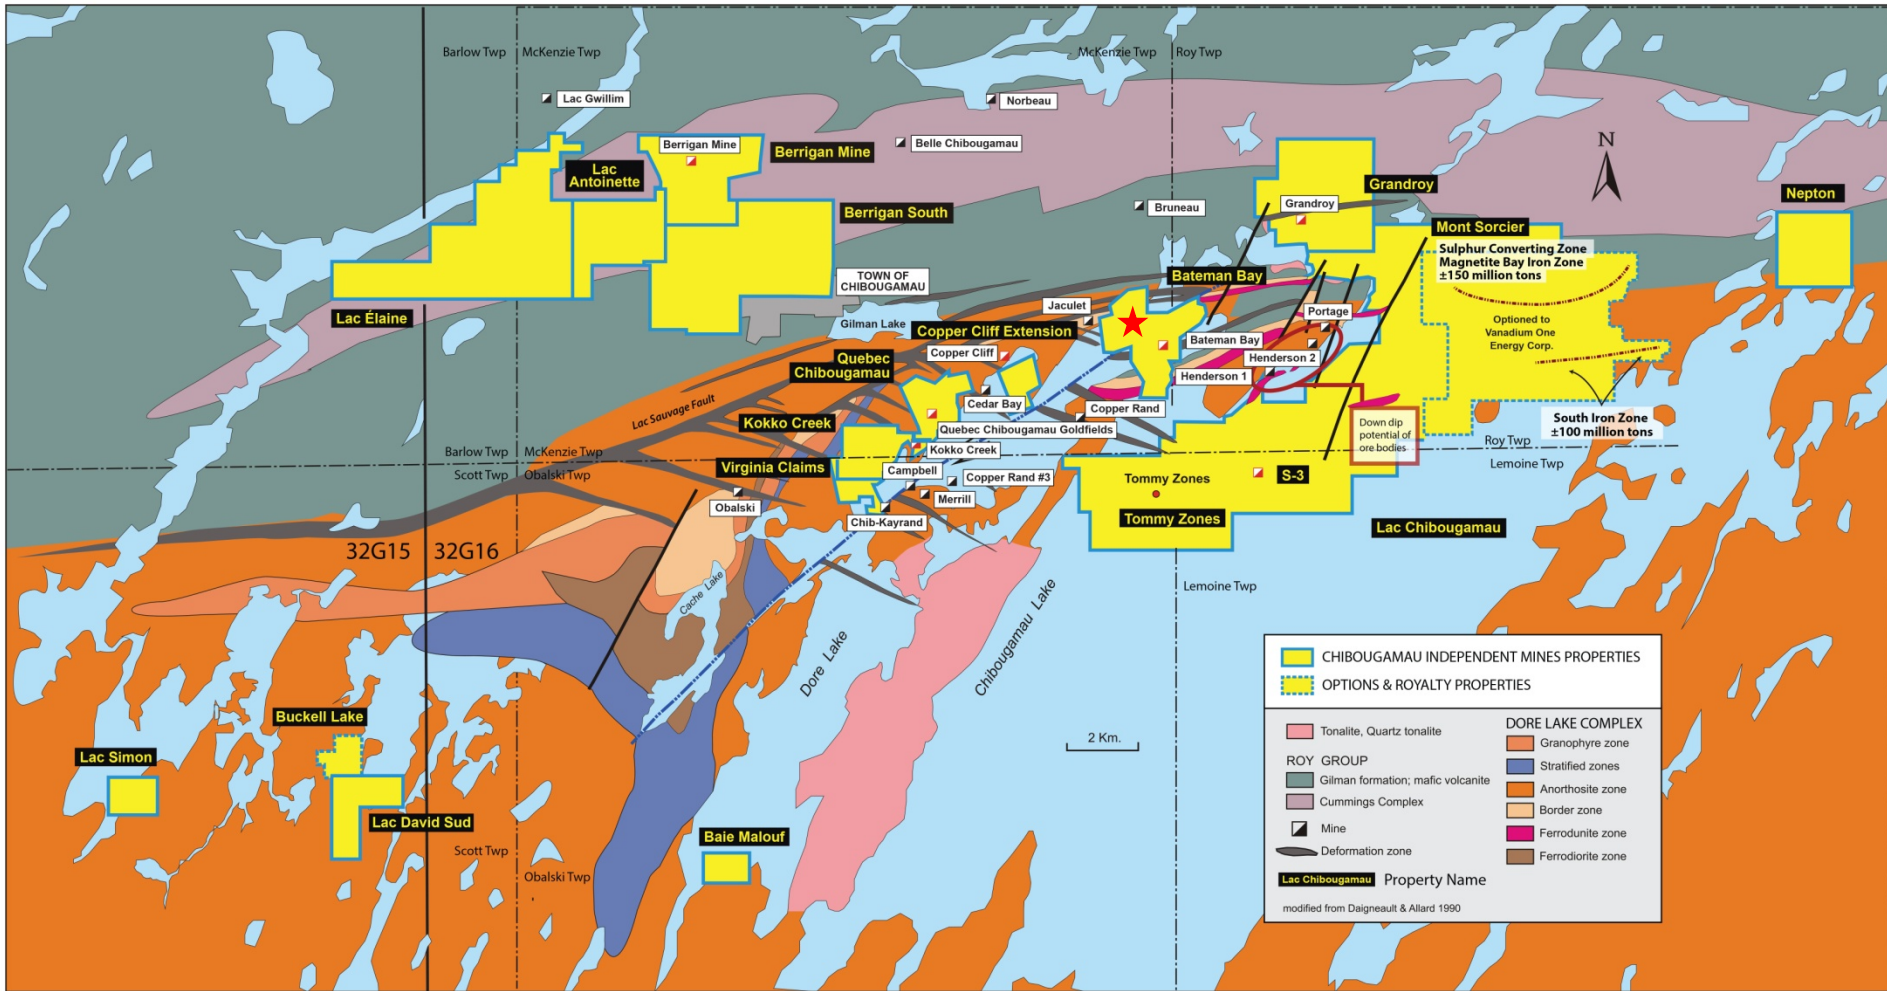 Barlow Twp
McKenzie Twp
McKenzie Twp
Roy Twp
Lac Gwillim
Norbeau
Belle Chibougamau
Berrigan Mine
Berrigan Mine
Lac
Antoinette
Berrigan South
Bruneau
Grandroy
Grandroy
N
Nepton
Mont Sorcier
Sulphur Converting Zone
Magnetite Bay Iron Zone
±150 million tons
Bateman Bay
TOWN OF
CHIBOUGAMAU
Lac Élaine
Gilman Lake
Jaculet
Portage
Optioned to
Vanadium One
Energy Corp.
Copper Cliff Extension
Bateman Bay
Copper Cliff
Quebec
Chibougamau
Henderson 2
Henderson 1
Lac Sauvage Fault
Cedar Bay
Copper Rand
South Iron Zone
±100 million tons
Kokko Creek
Quebec Chibougamau Goldfields
Down dip
potential of
ore bodies
Roy Twp
Lemoine Twp
Barlow Twp
McKenzie Twp
Kokko Creek
Scott Twp
Obalski Twp
Virginia Claims
Campbell
Copper Rand #3
Tommy Zones
S-3
Merrill
Obalski
Chib-Kayrand
Tommy Zones
Lac Chibougamau
32G15
32G16
Cache Lake
Lemoine Twp
Dore Lake
Chibougamau Lake
CHIBOUGAMAU INDEPENDENT MINES PROPERTIES
OPTIONS & ROYALTY PROPERTIES
Buckell Lake
Lac Simon
Lac David Sud
Baie Malouf
Scott Twp
Obalski Twp
2 Km.
Tonalite, Quartz tonalite
ROY GROUP
Gilman formation; mafic volcanite
Cummings Complex
Mine
Deformation zone
Lac Chibougamau
Property Name
modified from Daigneault & Allard 1990
DORE LAKE COMPLEX
Granophyre zone
Stratified zones
Anorthosite zone
Border zone
Ferrodunite zone
Ferrodiorite zone